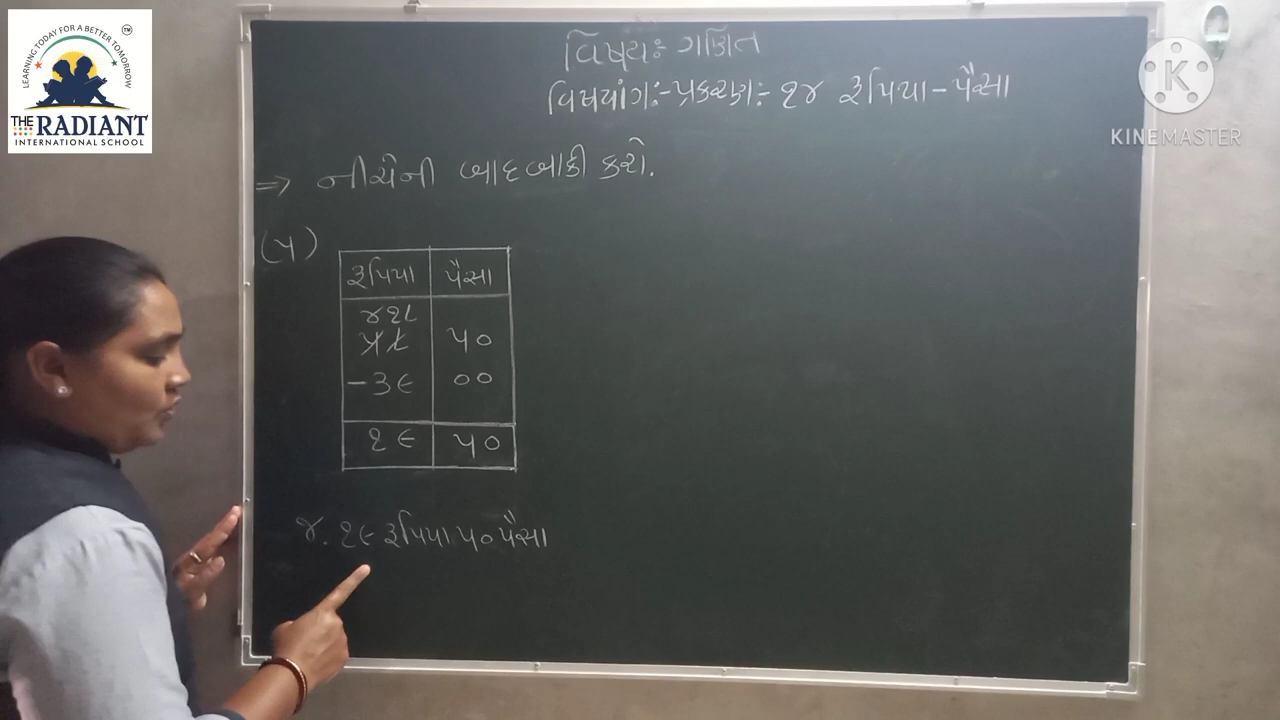 LEARNING TODAY FOR A BETTER TOMORROW
TM
THE RADIANT
INTERNATIONAL SCHOOL
K
KINEMASTER
વિષય:- ગણિત
વિષયાંગ:- પ્રકરણ:- ૧૪ રૂપિયા - પૈસા
⇒ નીચેની બાદબાકી કરો.
(૫)
રૂપિયા પૈસા
૪૧૮
૫૮ ૫૦
- ૩૯ ૦૦
૧૯ ૫૦
જ. ૧૯ રૂપિયા ૫૦ પૈસા